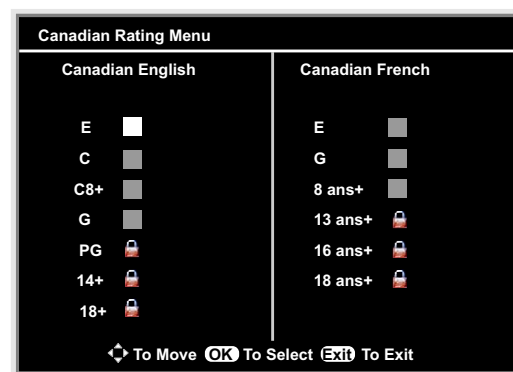 Canadian Rating Menu
Canadian English
E
C
C8+
G
PG
14+
18+
Canadian French
E
G
8 ans+
13 ans+
16 ans+
18 ans+
To Move OK To Select Exit To Exit